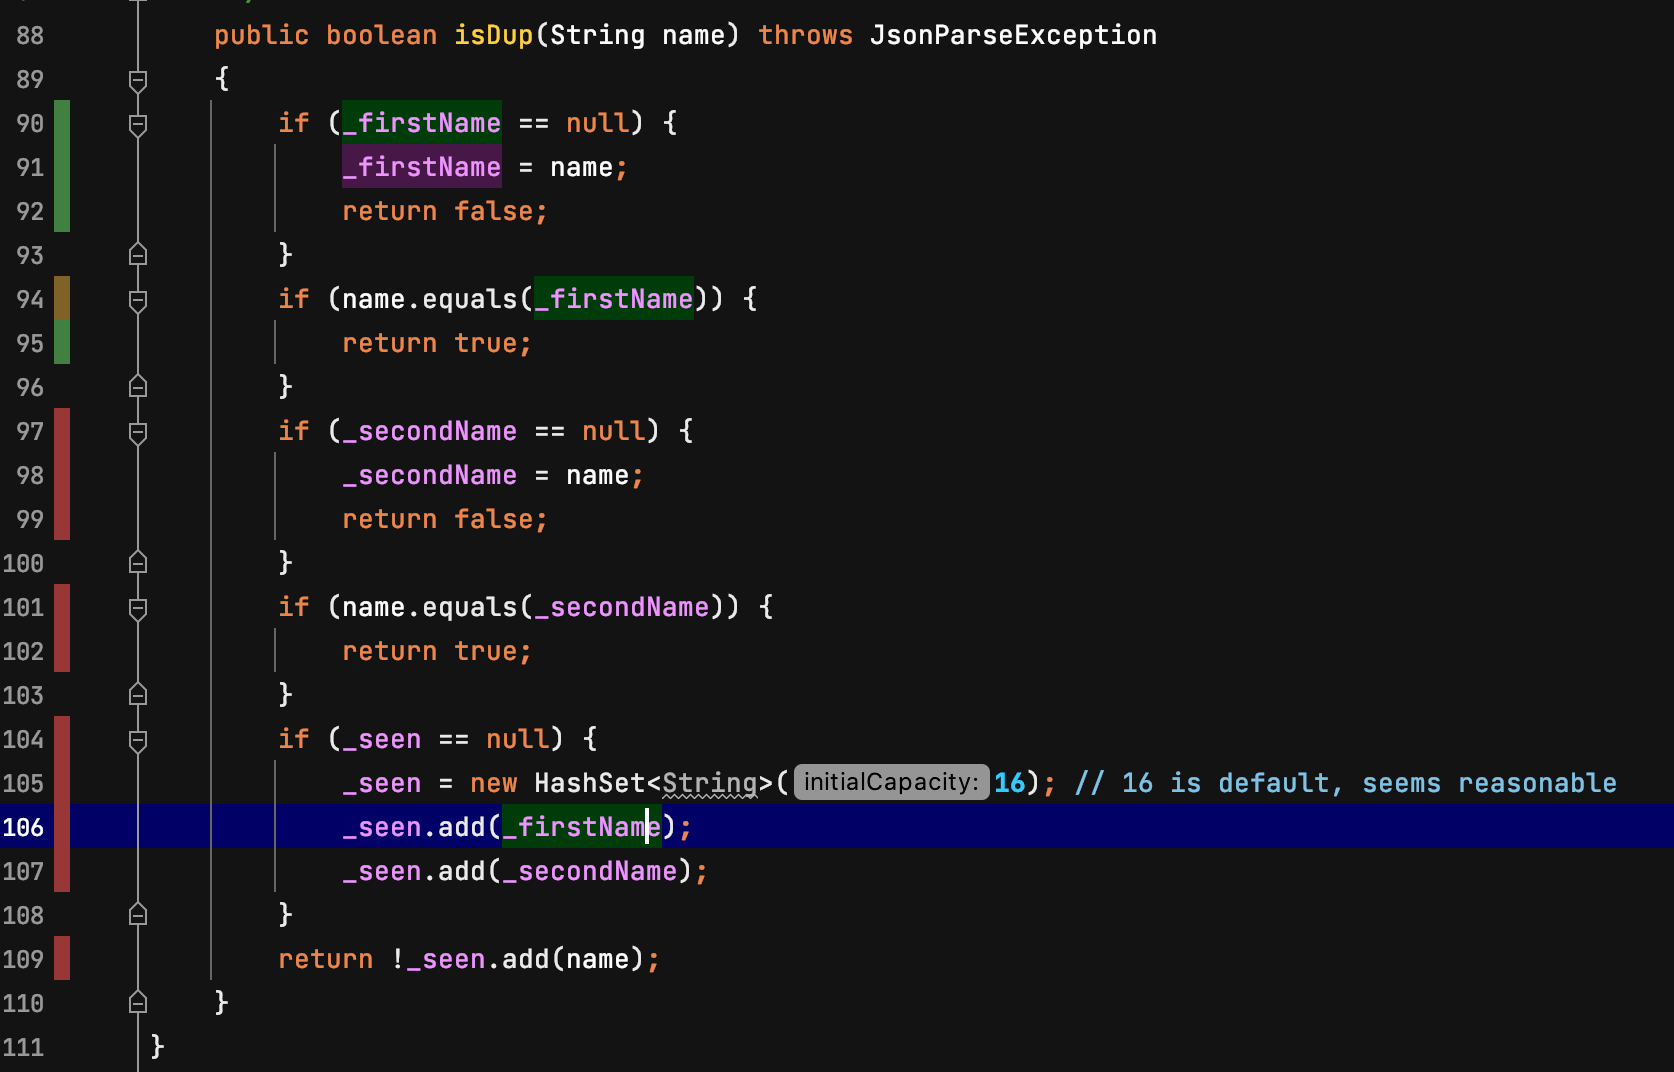 88 public boolean isDup(String name) throws JsonParseException
89 {
90 if (_firstName == null) {
91 _firstName = name;
92 return false;
93 }
94 if (name.equals(_firstName)) {
95 return true;
96 }
97 if (_secondName == null) {
98 _secondName = name;
99 return false;
100 }
101 if (name.equals(_secondName)) {
102 return true;
103 }
104 if (_seen == null) {
105 _seen = new HashSet<String>( initialCapacity: 16); // 16 is default, seems reasonable
106 _seen.add(_firstName);
107 _seen.add(_secondName);
108 }
109 return !_seen.add(name);
110 }
111 }